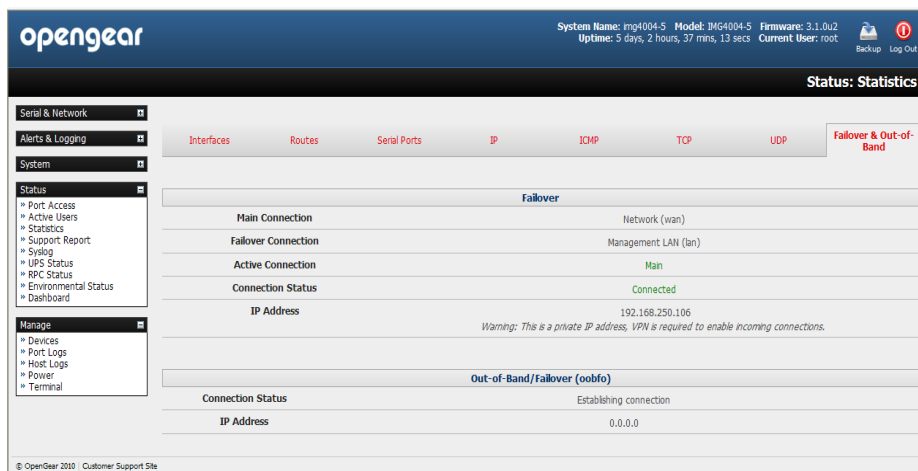 opengear
System Name: img4004-5 Model: IMG4004-5 Firmware: 3.1.0u2
Uptime: 5 days, 2 hours, 37 mins, 13 secs Current User: root
Backup Log Out
Status: Statistics
Serial & Network
Alerts & Logging
System
Status
» Port Access
» Active Users
» Statistics
» Support Report
» Syslog
» UPS Status
» RPC Status
» Environmental Status
» Dashboard
Manage
» Devices
» Port Logs
» Host Logs
» Power
» Terminal
Interfaces Routes Serial Ports IP ICMP TCP UDP Failover & Out-of-
Band
Failover
Main Connection Network (wan)
Failover Connection Management LAN (lan)
Active Connection Main
Connection Status Connected
IP Address 192.168.250.106
Warning: This is a private IP address, VPN is required to enable incoming connections.
Out-of-Band/Failover (oobfo)
Connection Status Establishing connection
IP Address 0.0.0.0
© OpenGear 2010 | Customer Support Site